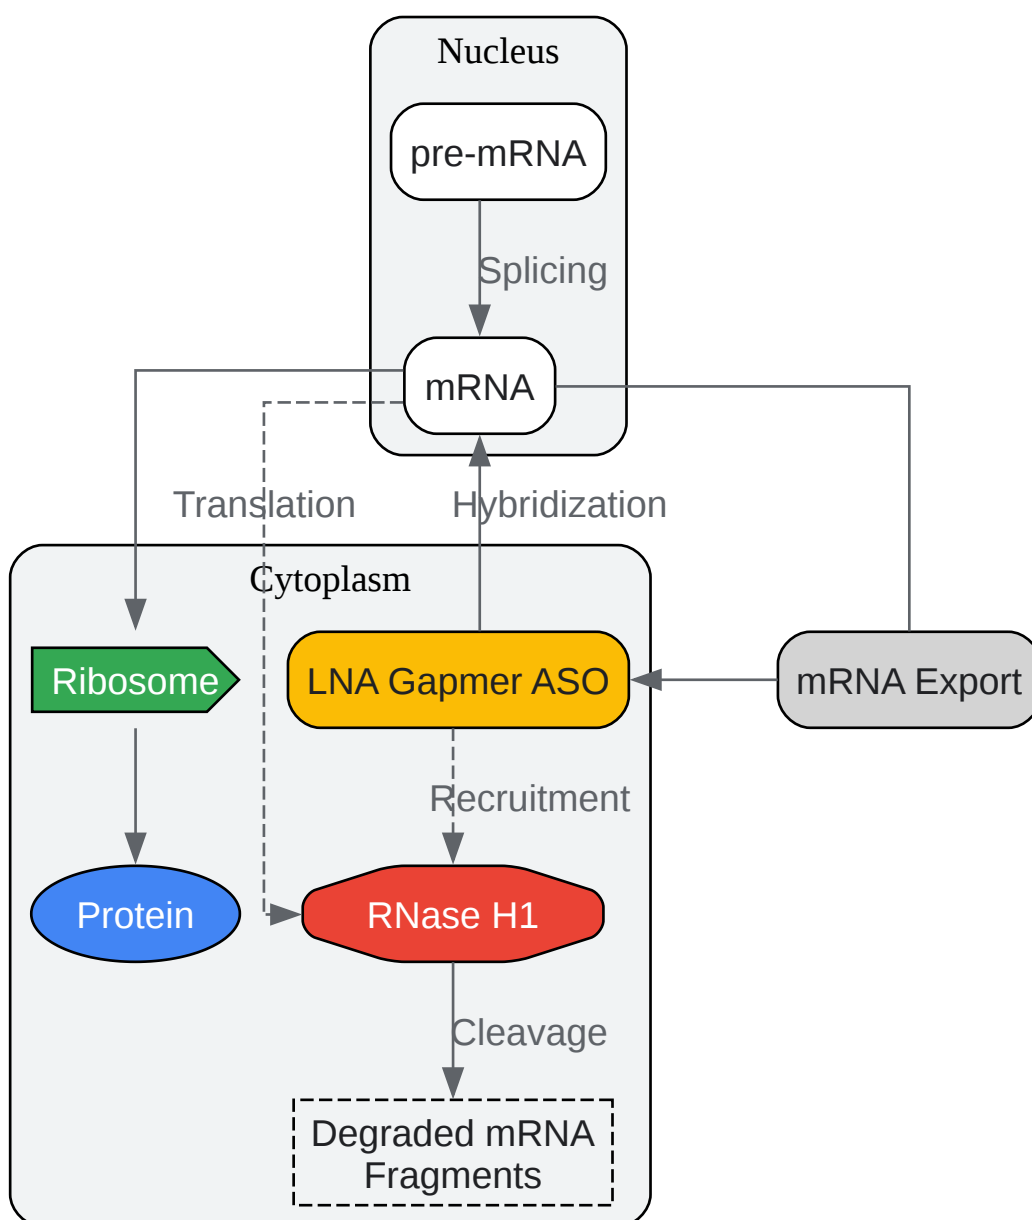 Nucleus
pre-mRNA
Splicing
mRNA
Translation
Hybridization
Cytoplasm
Ribosome
LNA Gapmer ASO
mRNA Export
Recruitment
Protein
RNase H1
Cleavage
Degraded mRNA
Fragments